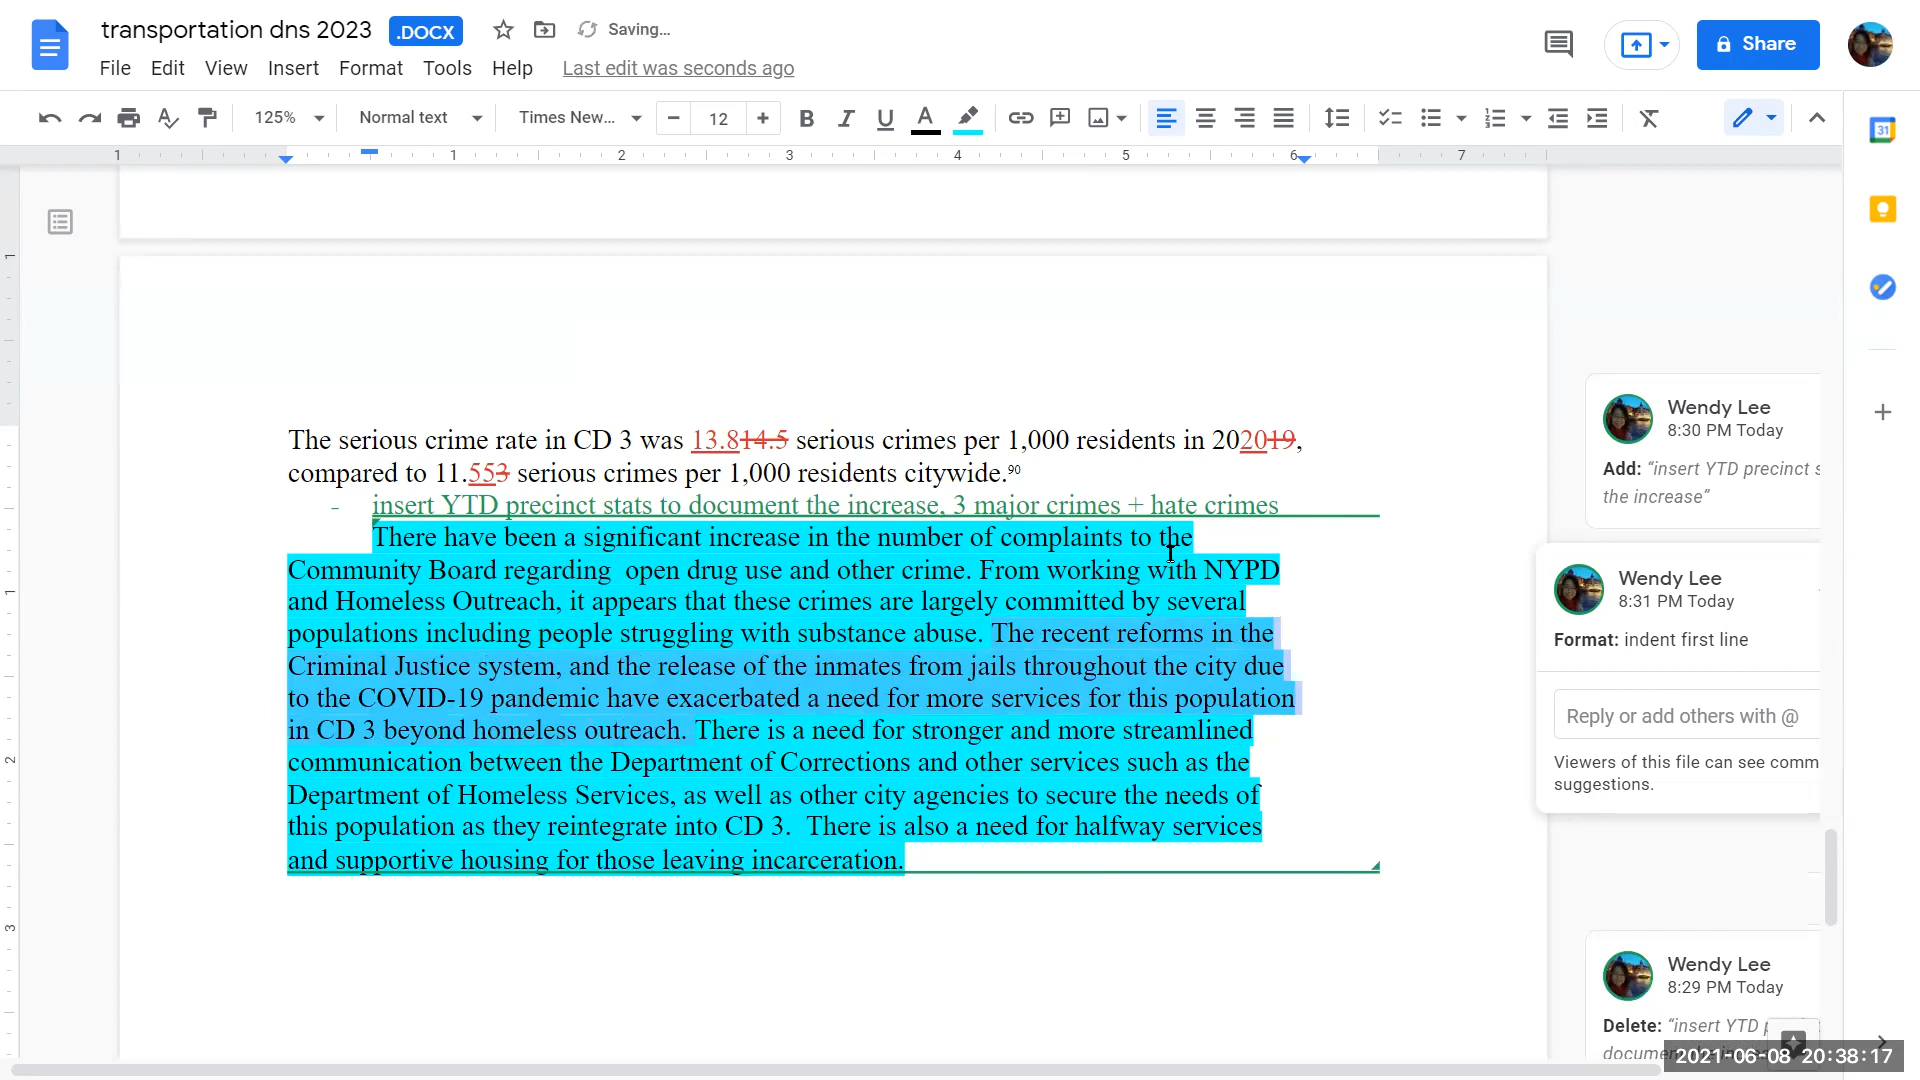 transportation dns 2023 .DOCX Saving...
Share
File Edit View Insert Format Tools Help Last edit was seconds ago
125% Normal text Times New... 12 B I U A
31
1 1 2 3 4 5 6 7
The serious crime rate in CD 3 was 13.814.5 serious crimes per 1,000 residents in 202019,
compared to 11.553 serious crimes per 1,000 residents citywide.90
- insert YTD precinct stats to document the increase, 3 major crimes + hate crimes
There have been a significant increase in the number of complaints to the
Community Board regarding open drug use and other crime. From working with NYPD
and Homeless Outreach, it appears that these crimes are largely committed by several
populations including people struggling with substance abuse. The recent reforms in the
Criminal Justice system, and the release of the inmates from jails throughout the city due
to the COVID-19 pandemic have exacerbated a need for more services for this population
in CD 3 beyond homeless outreach. There is a need for stronger and more streamlined
communication between the Department of Corrections and other services such as the
Department of Homeless Services, as well as other city agencies to secure the needs of
this population as they reintegrate into CD 3. There is also a need for halfway services
and supportive housing for those leaving incarceration.
1
1
2
3
Wendy Lee
8:30 PM Today
Add: "insert YTD precinct
the increase"
Wendy Lee
8:31 PM Today
Format: indent first line
Reply or add others with @
Viewers of this file can see comm
suggestions.
Wendy Lee
8:29 PM Today
Delete: "insert YTD
2021-06-08 20:38:17